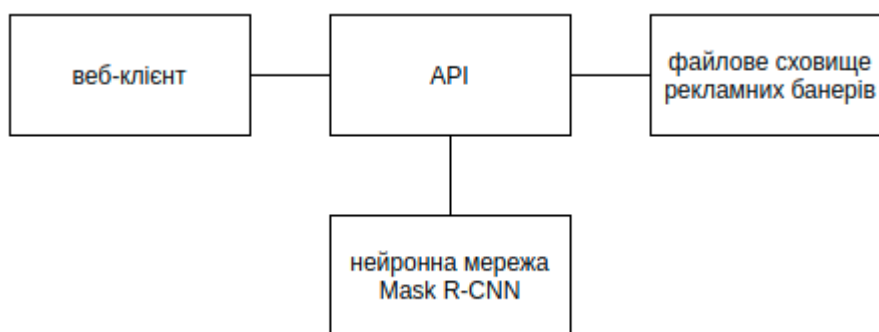 веб-клієнт
API
файлове сховище
рекламних банерів
нейронна мережа
Mask R-CNN